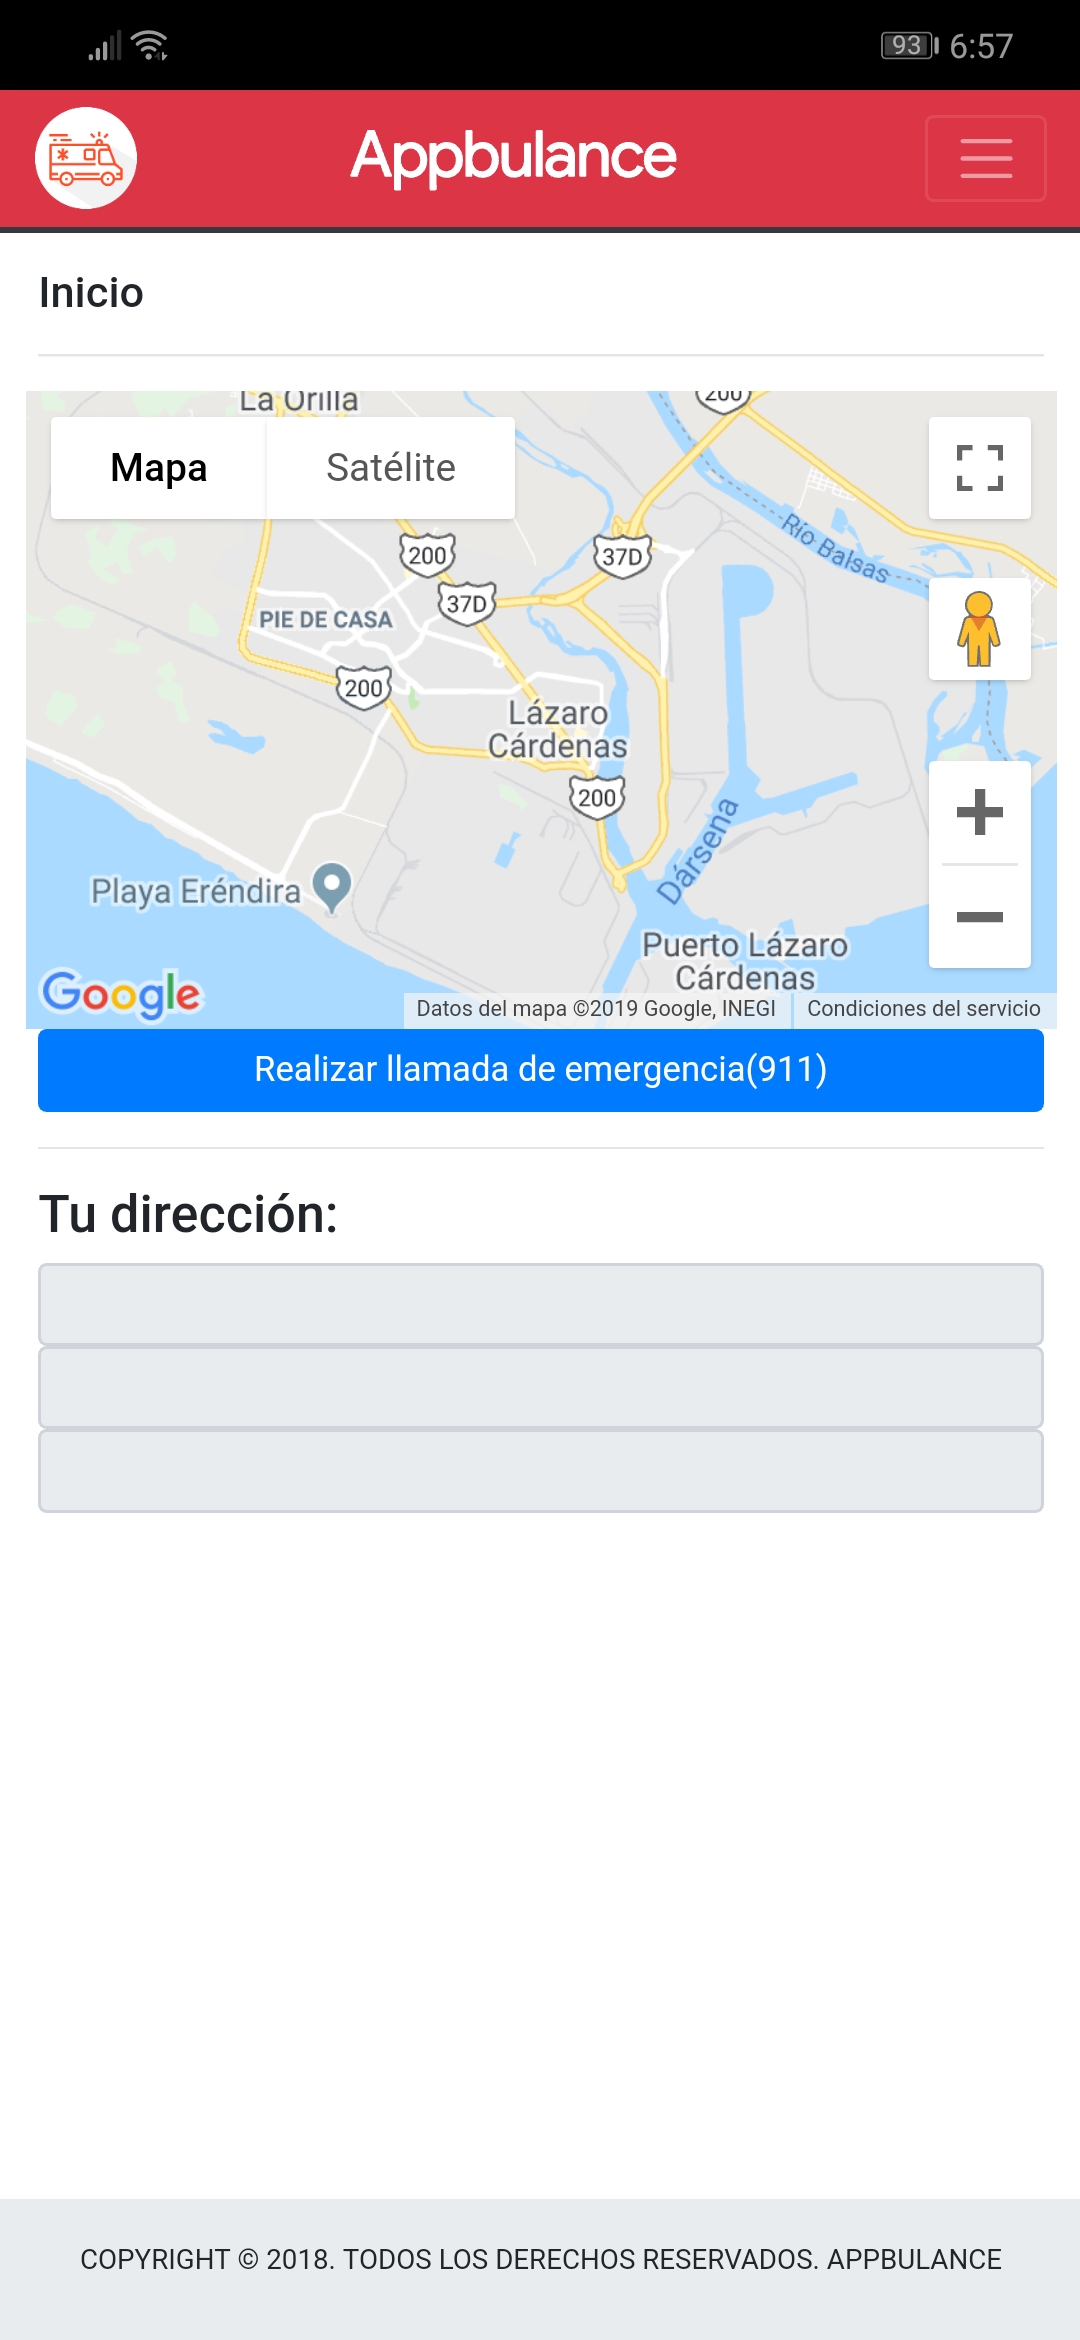 93 6:57
Appbulance
Inicio
La Orilla
200
Mapa
Satélite
Río Balsas
200
37D
37D
PIE DE CASA
200
Lázaro
Cárdenas
200
Dársena
Playa Eréndira
Puerto Lázaro
Cárdenas
Google
Datos del mapa ©2019 Google, INEGI
Condiciones del servicio
Realizar llamada de emergencia(911)
Tu dirección:
COPYRIGHT © 2018. TODOS LOS DERECHOS RESERVADOS. APPBULANCE